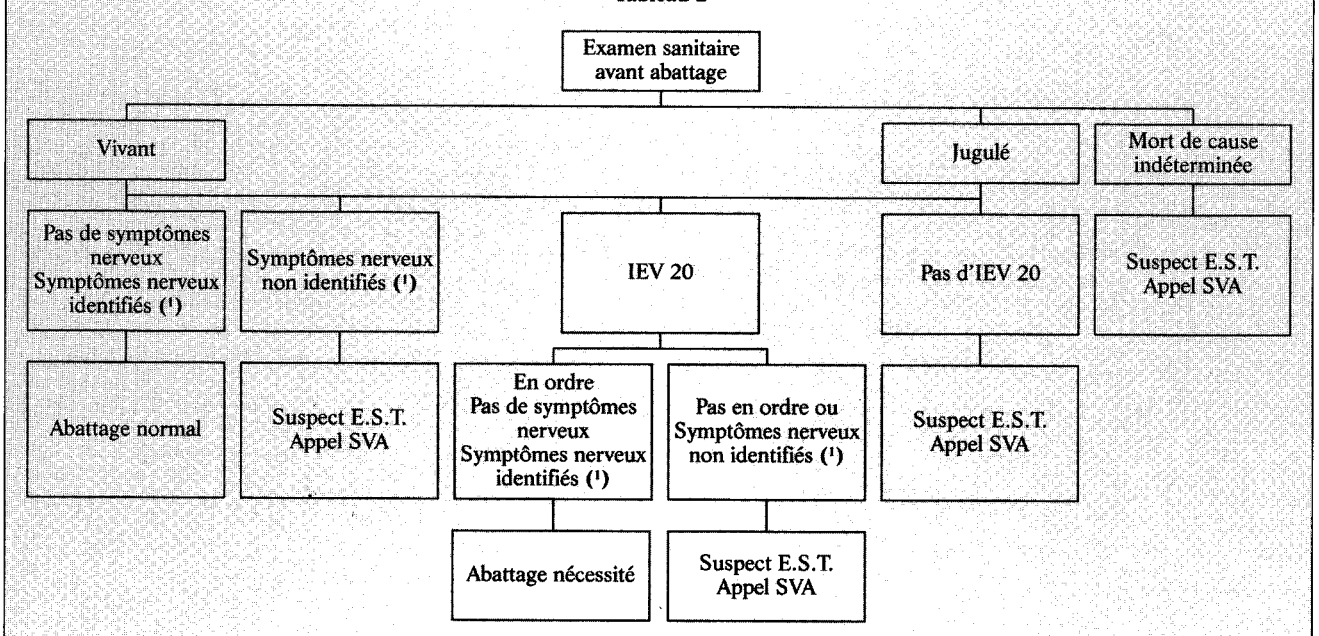 Examen sanitaire
avant abattage
Vivant
Jugulé
Mort de cause
indéterminée
Pas de symptômes
nerveux
Symptômes nerveux
identifiés (¹)
Symptômes nerveux
non identifiés (¹)
IEV 20
Pas d'IEV 20
Suspect E.S.T.
Appel SVA
Abattage normal
Suspect E.S.T.
Appel SVA
En ordre
Pas de symptômes
nerveux
Symptômes nerveux
identifiés (¹)
Pas en ordre ou
Symptômes nerveux
non identifiés (¹)
Suspect E.S.T.
Appel SVA
Abattage nécessité
Suspect E.S.T.
Appel SVA